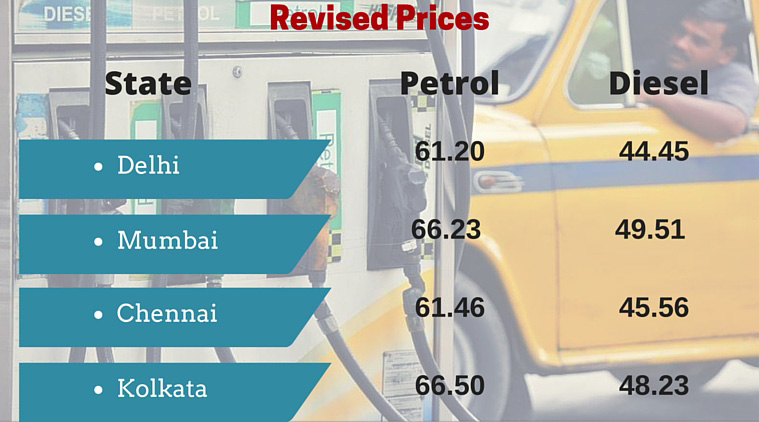 DIESEL PETROL
Revised Prices
State Petrol Diesel
• Delhi 61.20 44.45
• Mumbai 66.23 49.51
• Chennai 61.46 45.56
• Kolkata 66.50 48.23